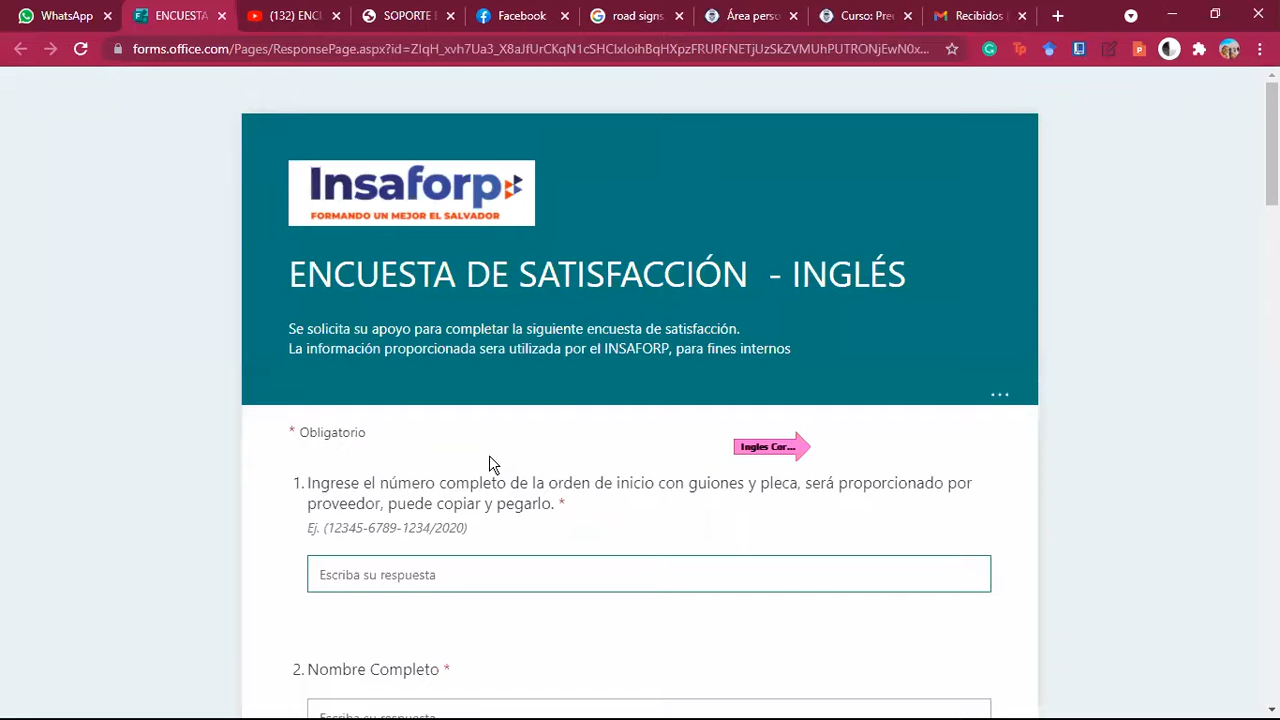 WhatsApp
ENCUESTA
(132) ENCU
SOPORTE E
Facebook
road signs
Área perso
Curso: Pre
Recibidos
forms.office.com/Pages/ResponsePage.aspx?id=
Insaforp
FORMANDO UN MEJOR EL SALVADOR
ENCUESTA DE SATISFACCIÓN - INGLÉS
Se solicita su apoyo para completar la siguiente encuesta de satisfacción.
La información proporcionada sera utilizada por el INSAFORP, para fines internos
...
* Obligatorio
Ingles Cor...
1. Ingrese el número completo de la orden de inicio con guiones y pleca, será proporcionado por
proveedor, puede copiar y pegarlo. *
Ej. (12345-6789-1234/2020)
Escriba su respuesta
2. Nombre Completo *
Escriba su respuesta